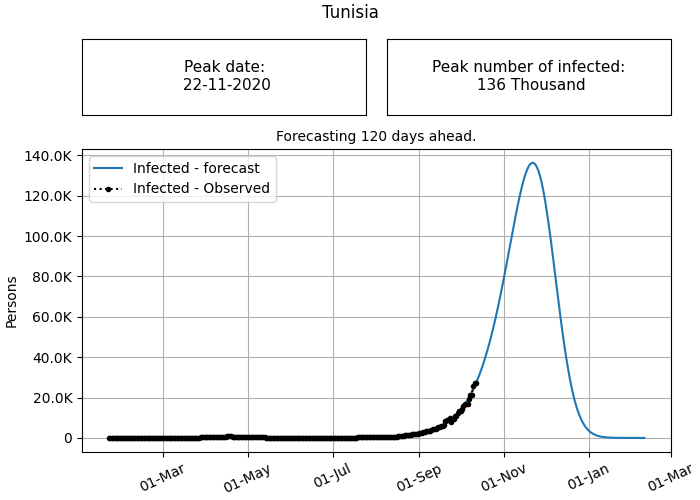 Tunisia
Peak date:
22-11-2020
Peak number of infected:
136 Thousand
Forecasting 120 days ahead.
Infected - forecast
Infected - Observed
Persons
140.0K
120.0K
100.0K
80.0K
60.0K
40.0K
20.0K
0
01-Mar
01-May
01-Jul
01-Sep
01-Nov
01-Jan
01-Mar